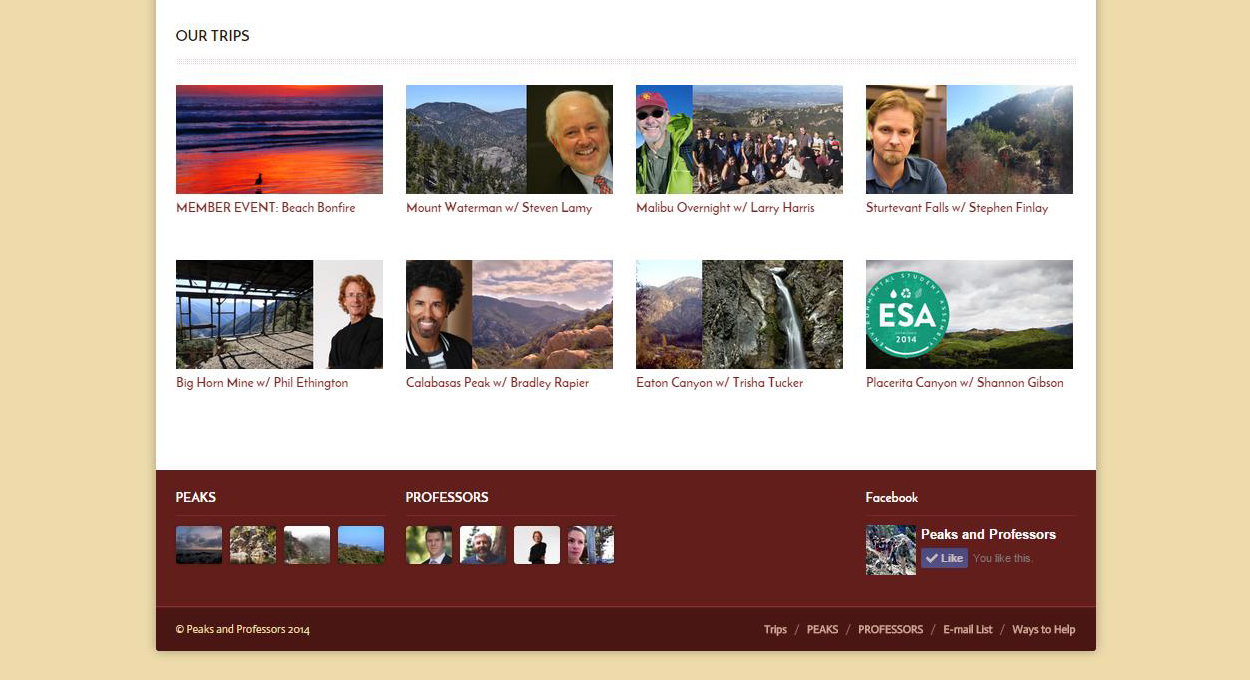 OUR TRIPS
MEMBER EVENT: Beach Bonfire
Mount Waterman w/ Steven Lamy
Malibu Overnight w/ Larry Harris
Sturtevant Falls w/ Stephen Finlay
ENVIRONMENTAL STUDENT ASSEMBLY
ESA
2014
Big Horn Mine w/ Phil Ethington
Calabasas Peak w/ Bradley Rapier
Eaton Canyon w/ Trisha Tucker
Placerita Canyon w/ Shannon Gibson
PEAKS
PROFESSORS
Facebook
Peaks and Professors
Like You like this.
© Peaks and Professors 2014
Trips / PEAKS / PROFESSORS / E-mail List / Ways to Help